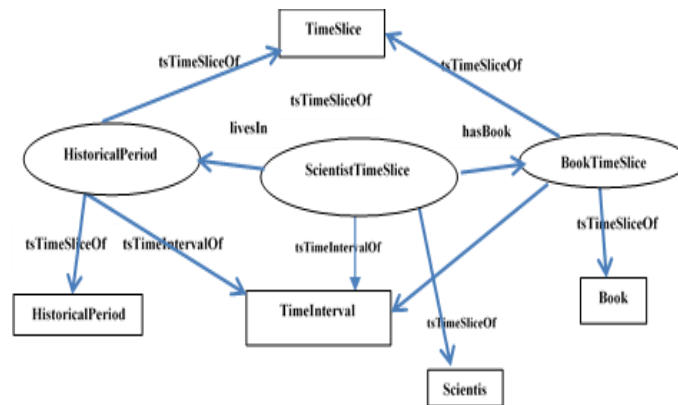 TimeSlice
tsTimeSliceOf
tsTimeSliceOf
tsTimeSliceOf
livesIn
hasBook
HistoricalPeriod
ScientistTimeSlice
BookTimeSlice
tsTimeSliceOf
tsTimeIntervalOf
tsTimeIntervalOf
tsTimeSliceOf
HistoricalPeriod
TimeInterval
Book
tsTimeSliceOf
Scientis